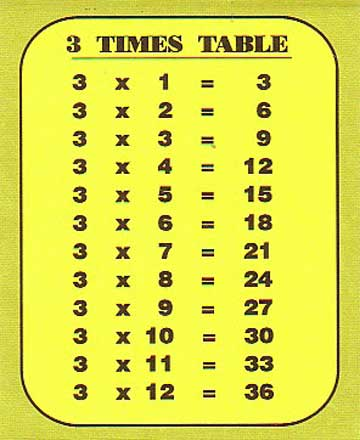 3 TIMES TABLE
3 x 1 = 3
3 x 2 = 6
3 x 3 = 9
3 x 4 = 12
3 x 5 = 15
3 x 6 = 18
3 x 7 = 21
3 x 8 = 24
3 x 9 = 27
3 x 10 = 30
3 x 11 = 33
3 x 12 = 36